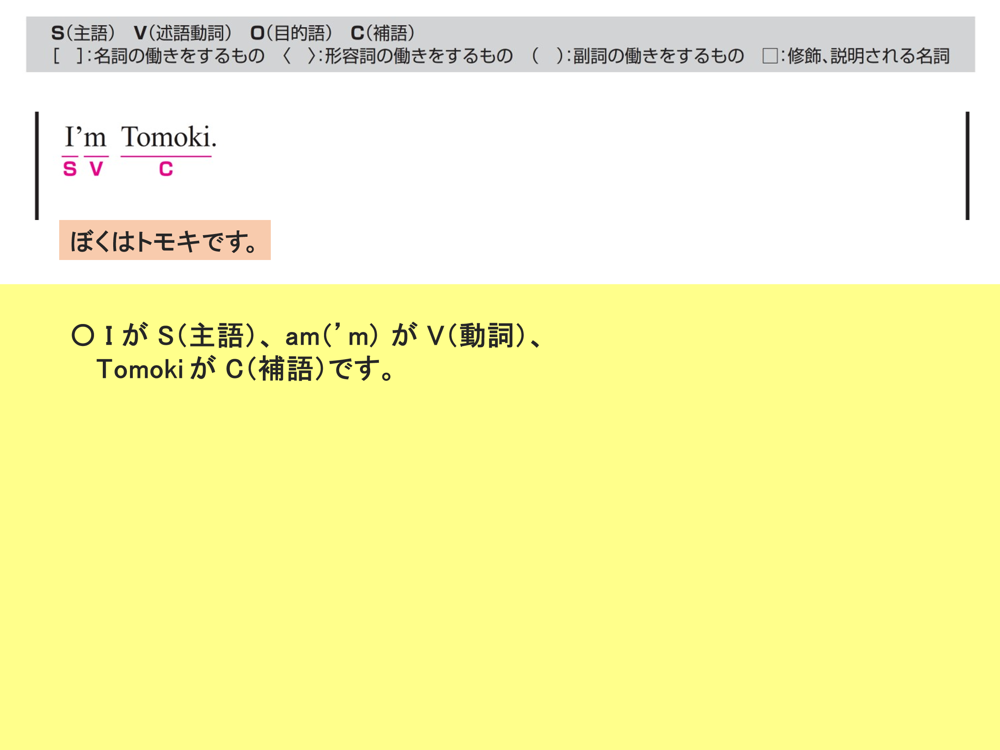 S（主語）　V（述語動詞）　O（目的語）　C（補語）
［　］：名詞の働きをするもの　〈　〉：形容詞の働きをするもの　（　）：副詞の働きをするもの　□：修飾、説明される名詞
I’m Tomoki.
S V C
ぼくはトモキです。
○ I が S（主語）、am（’m）が V（動詞）、
Tomoki が C（補語）です。